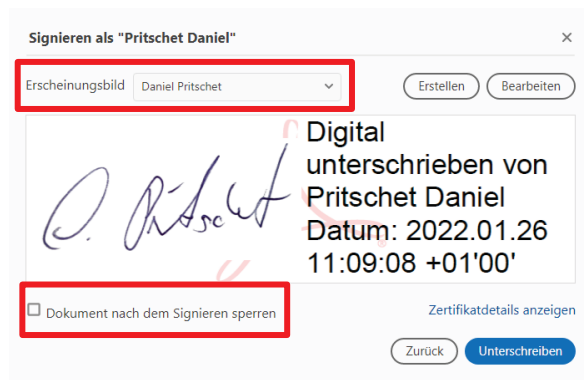 Signieren als "Pritschet Daniel"
Erscheinungsbild Daniel Pritschet Erstellen Bearbeiten
D. Pritschet
Digital
unterschrieben von
Pritschet Daniel
Datum: 2022.01.26
11:09:08 +01'00'
Dokument nach dem Signieren sperren Zertifikatdetails anzeigen
Zurück Unterschreiben